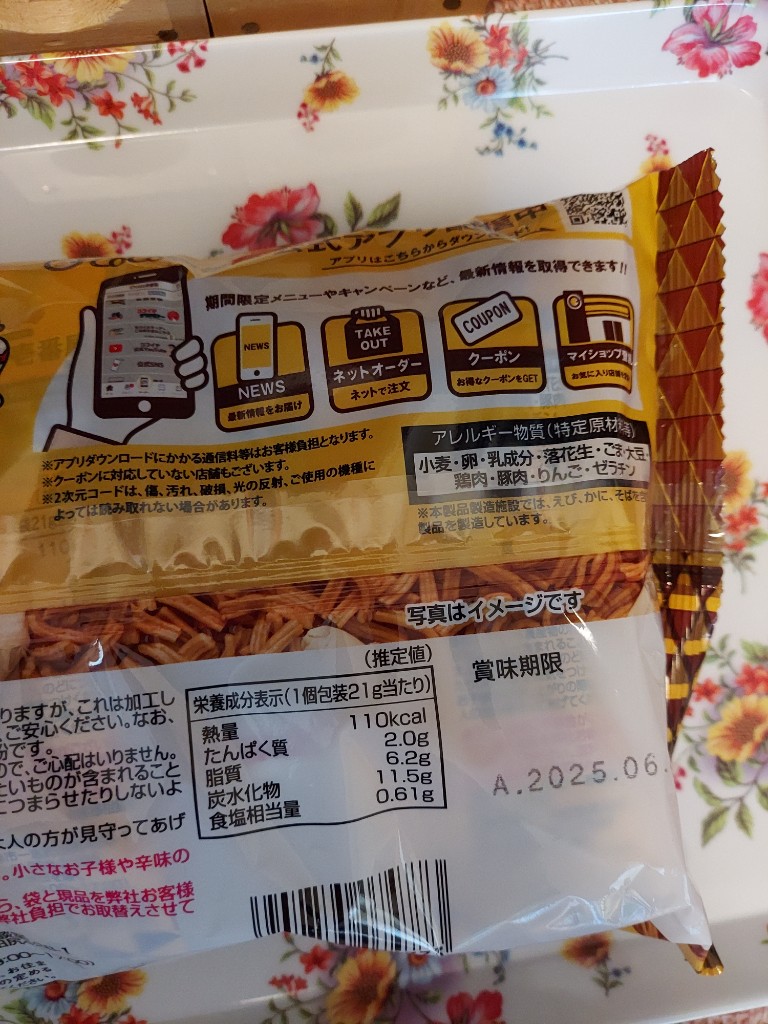 アプリはこちらからダウンロード!
期間限定メニューやキャンペーンなど、最新情報を取得できます!!
NEWS
NEWS
最新情報をお届け
TAKE OUT
ネットオーダー
ネットで注文
COUPON
クーポン
お得なクーポンをGET
マイショップ
お気に入り店舗
※アプリダウンロードにかかる通信料等はお客様負担となります。
※クーポンに対応していない店舗もございます。
※2次元コードは、傷、汚れ、破損、光の反射、ご使用の機種に
よっては読み取れない場合があります。
アレルギー物質(特定原材料等)
小麦・卵・乳成分・落花生・ごま・大豆・
鶏肉・豚肉・りんご・ゼラチン
※本製品製造施設では、えび、かに、そばを含む
製品を製造しています。
写真はイメージです
(推定値)
栄養成分表示(1個包装21g当たり)
熱量 110kcal
たんぱく質 2.0g
脂質 6.2g
炭水化物 11.5g
食塩相当量 0.61g
賞味期限
A.2025.06.
りますが、これは加工し
ご安心ください。なお、
粉です。
ので、ご心配はいりません。
たいものが含まれること
につまらせたりしないよ
大人の方が見守ってあげ
。小さなお子様や辛味の
ら、袋と現品を弊社お客様
弊社負担でお取替えさせて